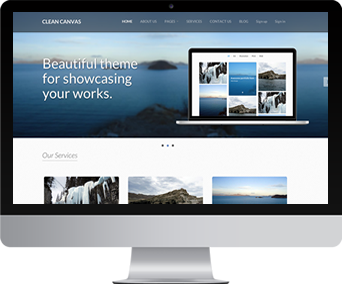 CLEAN CANVAS
HOME ABOUT US PAGES SERVICES CONTACT US BLOG Sign up Sign in
Beautiful theme
for showcasing
your works.
Our Services